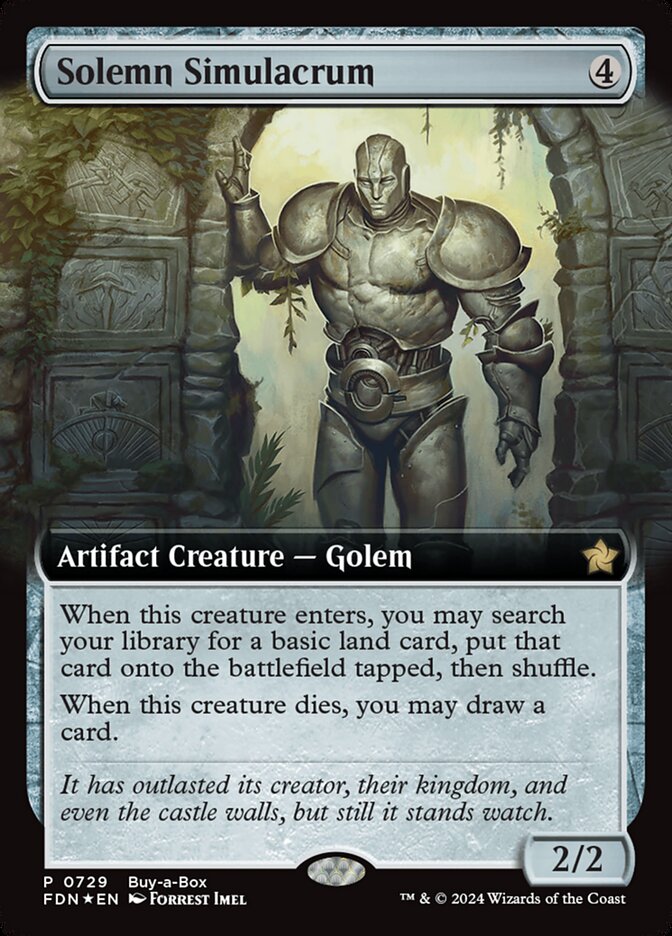 Solemn Simulacrum 4
Artifact Creature — Golem
When this creature enters, you may search
your library for a basic land card, put that
card onto the battlefield tapped, then shuffle.
When this creature dies, you may draw a
card.
It has outlasted its creator, their kingdom, and
even the castle walls, but still it stands watch.
2/2
P 0729 Buy-a-Box
FDN★EN Forrest Imel
™ & © 2024 Wizards of the Coast